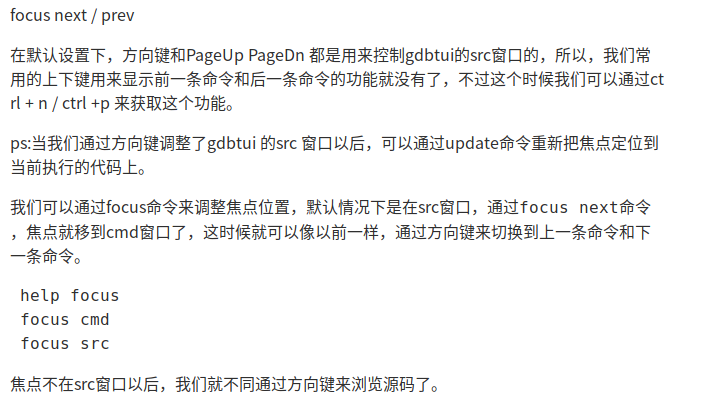 focus next / prev
在默认设置下，方向键和PageUp PageDn 都是用来控制gdbtui的src窗口的，所以，我们常
用的上下键用来显示前一条命令和后一条命令的功能就没有了，不过这个时候我们可以通过ct
rl + n / ctrl +p 来获取这个功能。
ps:当我们通过方向键调整了gdbtui 的src 窗口以后，可以通过update命令重新把焦点定位到
当前执行的代码上。
我们可以通过focus命令来调整焦点位置，默认情况下是在src窗口，通过focus next命令
，焦点就移到cmd窗口了，这时候就可以像以前一样，通过方向键来切换到上一条命令和下
一条命令。
help focus
focus cmd
focus src
焦点不在src窗口以后，我们就不同通过方向键来浏览源码了。